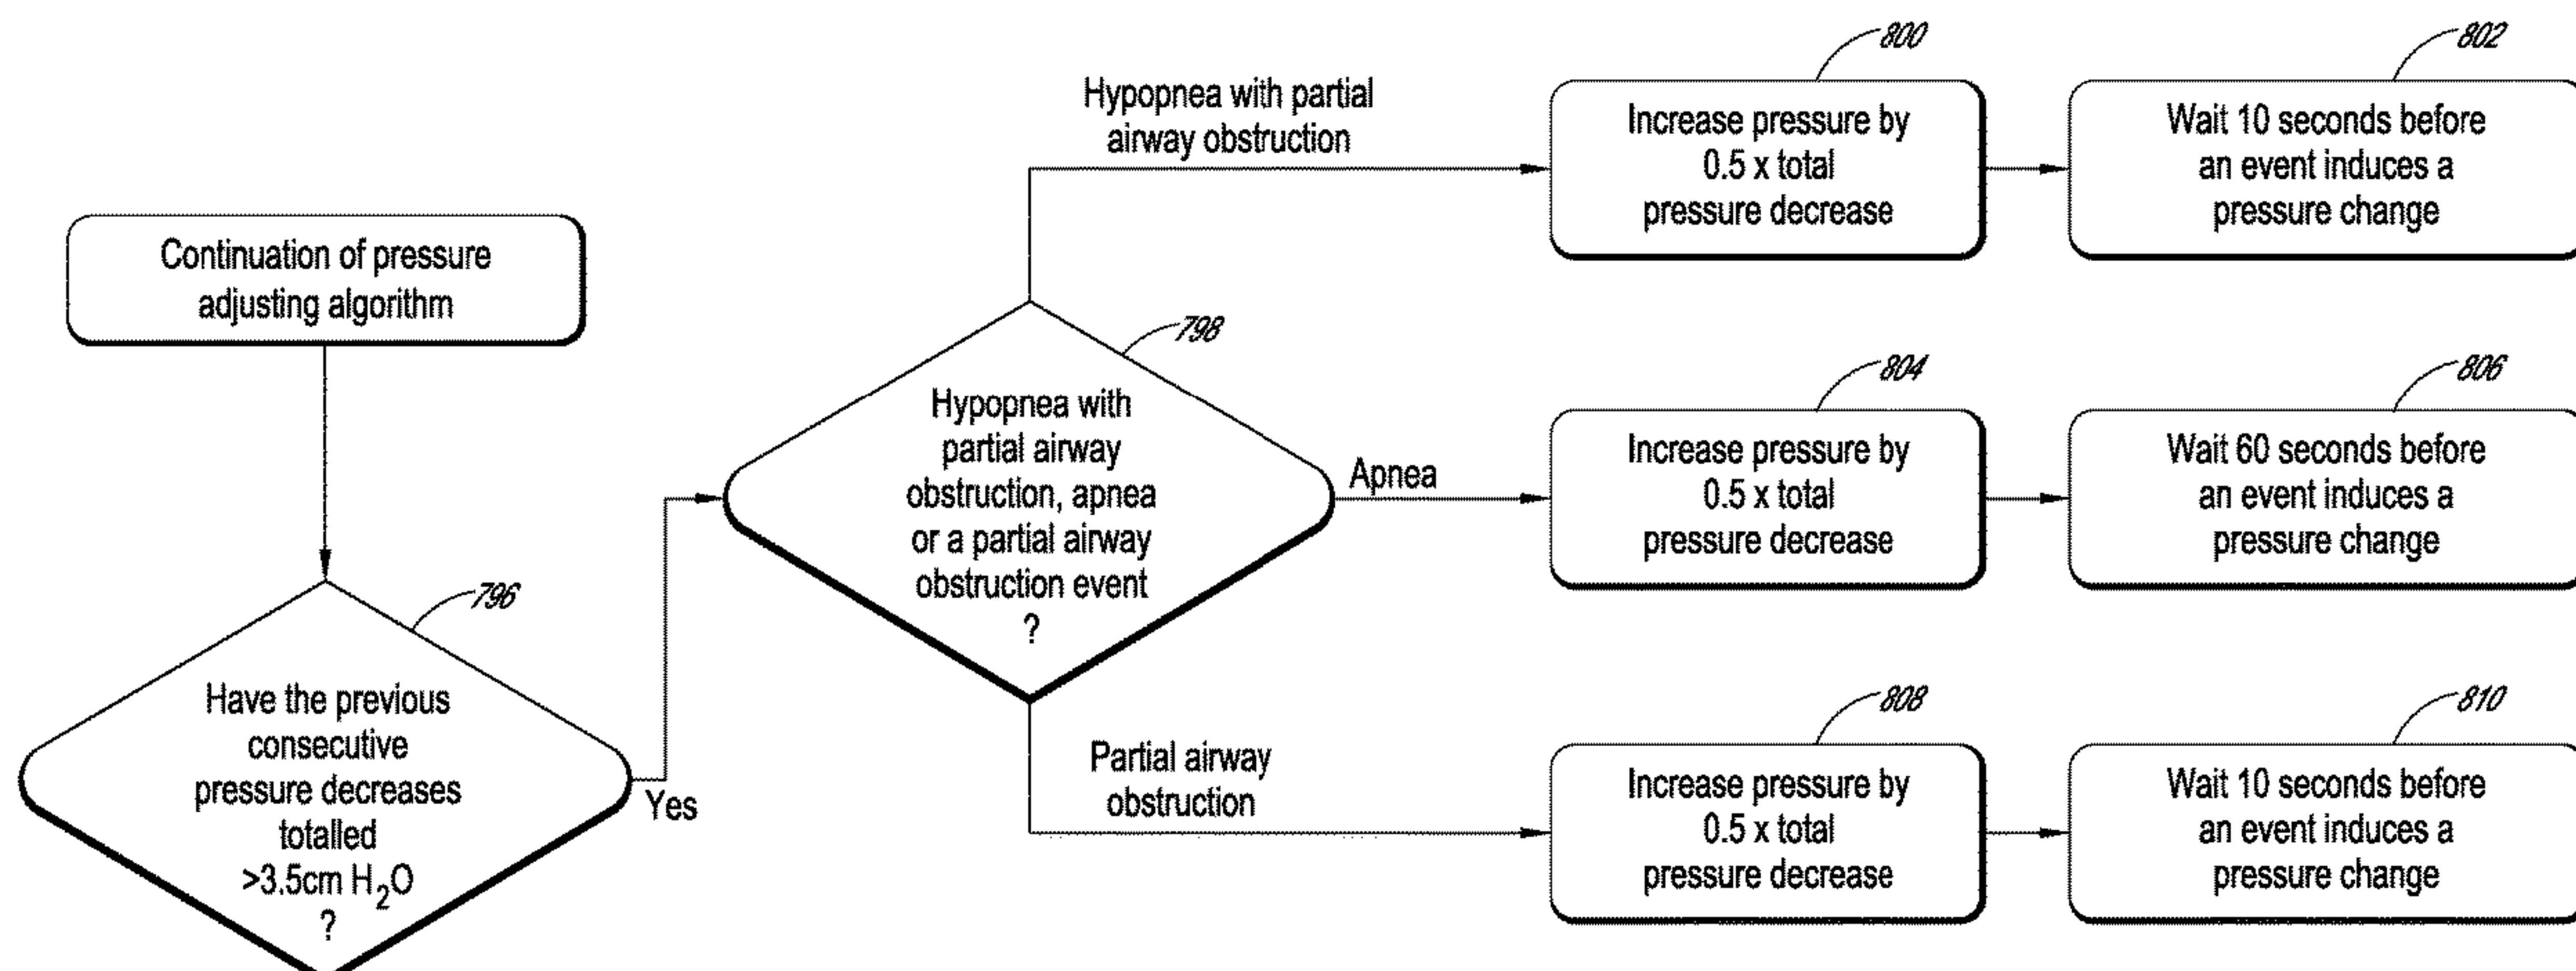 800
802
Hypopnea with partial
airway obstruction
Increase pressure by
0.5 x total
pressure decrease
Wait 10 seconds before
an event induces a
pressure change
Continuation of pressure
adjusting algorithm
798
Hypopnea with
partial airway
obstruction, apnea
or a partial airway
obstruction event
?
Apnea
804
806
Increase pressure by
0.5 x total
pressure decrease
Wait 60 seconds before
an event induces a
pressure change
796
Have the previous
consecutive
pressure decreases
totalled
>3.5cm H₂O
?
Yes
Partial airway
obstruction
808
810
Increase pressure by
0.5 x total
pressure decrease
Wait 10 seconds before
an event induces a
pressure change